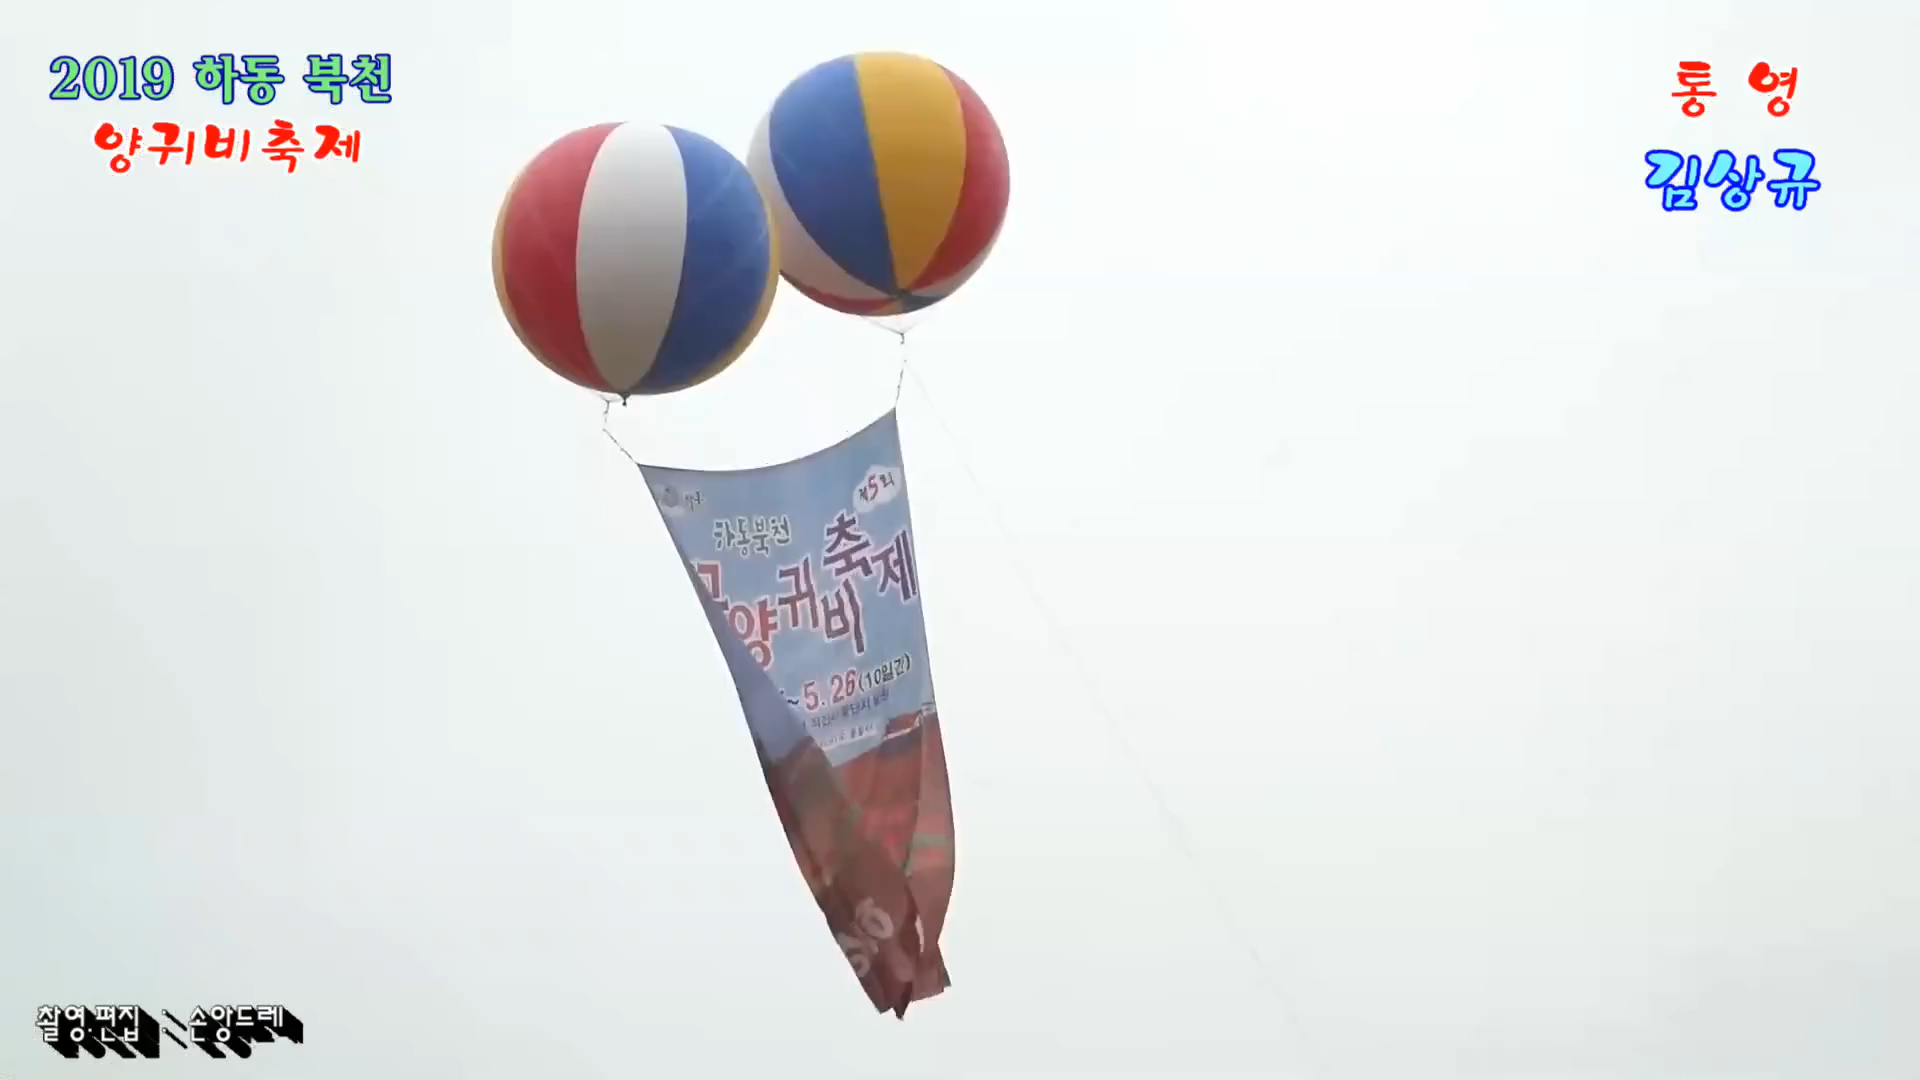 2019 하동 북천
양귀비축제
통 영
김상규
제5회
하동북천
꽃양귀비축제
~5.26(10일간)
촬영.편집 : 손앙드레